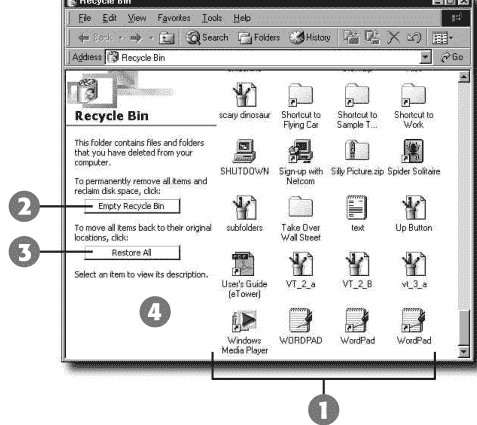 Recycle Bin
File Edit View Favorites Tools Help
Back Search Folders History
Address Recycle Bin Go
Recycle Bin
This folder contains files and folders
that you have deleted from your
computer.
To permanently remove all items and
reclaim disk space, click:
2 Empty Recycle Bin
To move all items back to their original
locations, click:
3 Restore All
Select an item to view its description.
4
scary dinosaur
Shortcut to
Flying Car
Shortcut to
Sample T...
Shortcut to
Work
SHUTDOWN
Sign-up with
Netcom
Silly Picture.zip
Spider Solitaire
subfolders
Take Over
Wall Street
text
Up Button
User's Guide
(eTower)
VT_2_a
VT_2_B
vt_3_a
Windows
Media Player
WORDPAD
WordPad
WordPad
1